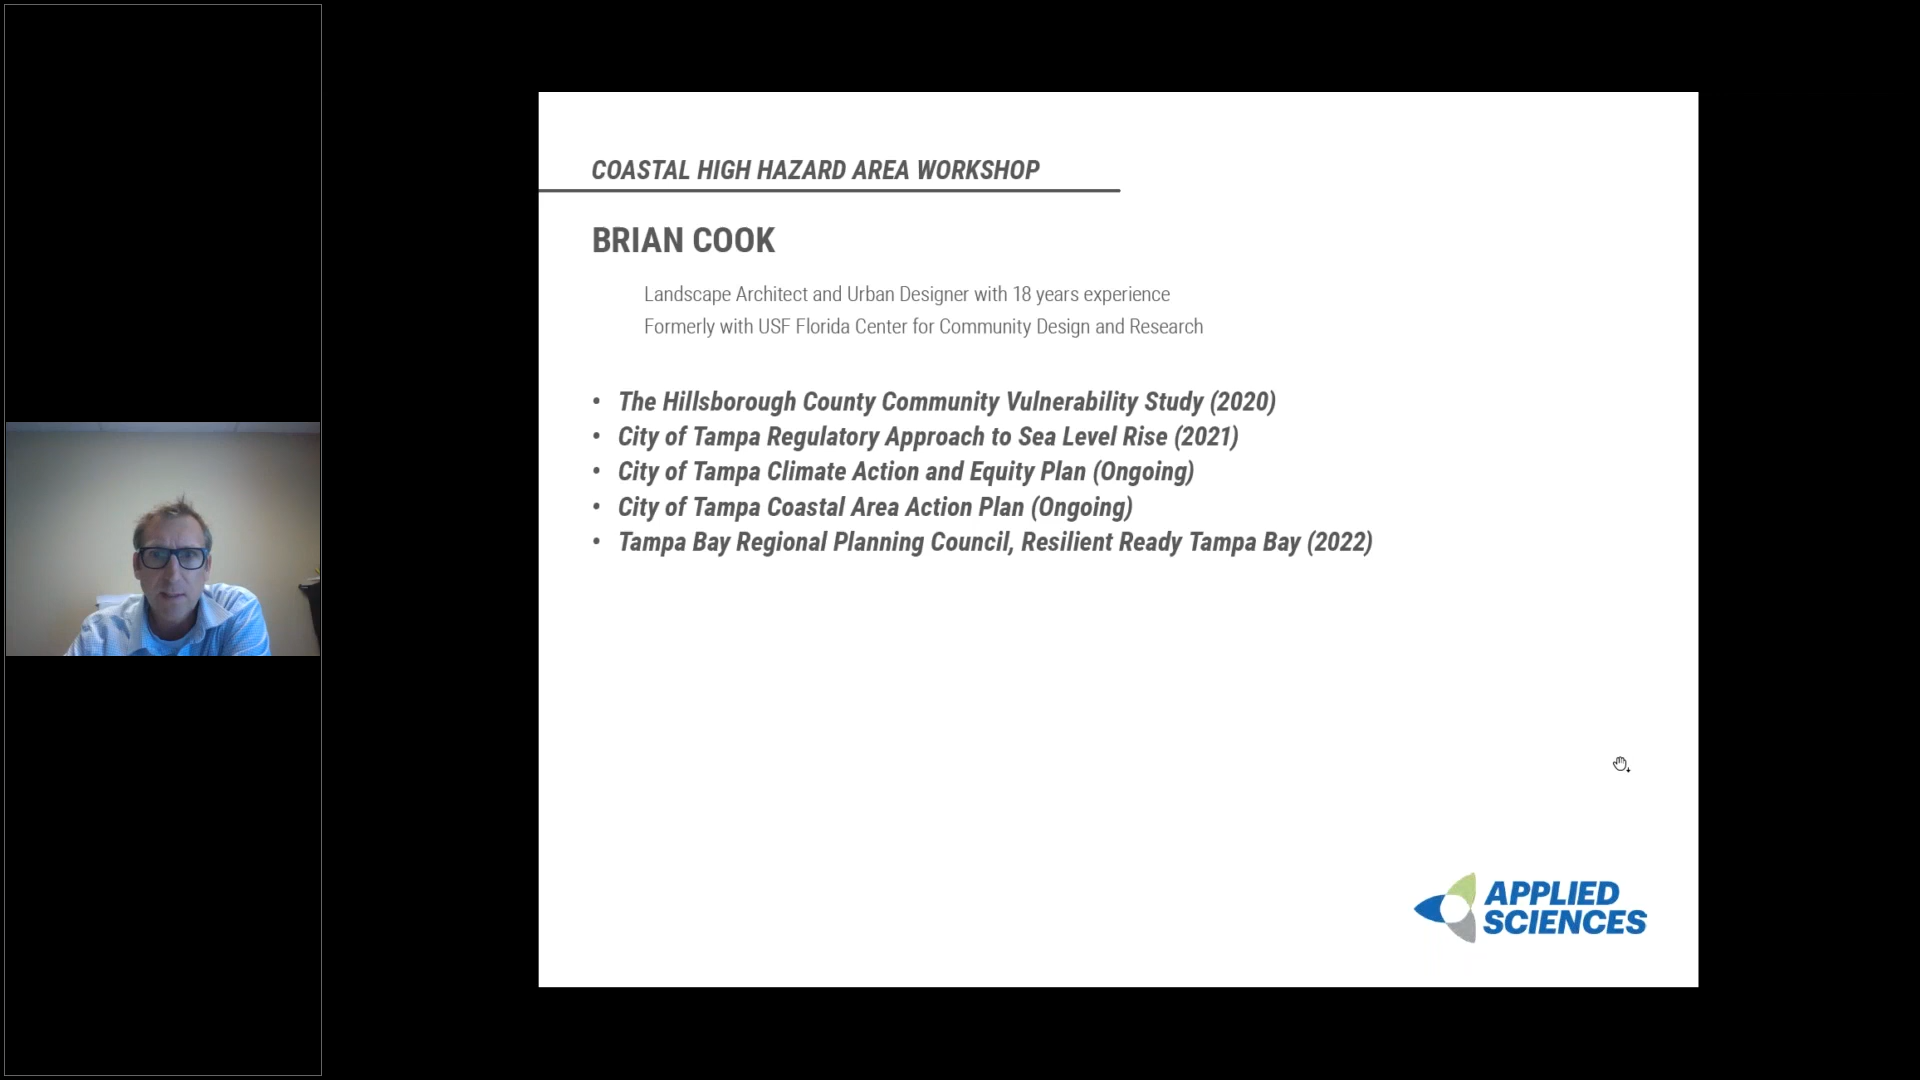 COASTAL HIGH HAZARD AREA WORKSHOP
BRIAN COOK
Landscape Architect and Urban Designer with 18 years experience
Formerly with USF Florida Center for Community Design and Research
• The Hillsborough County Community Vulnerability Study (2020)
• City of Tampa Regulatory Approach to Sea Level Rise (2021)
• City of Tampa Climate Action and Equity Plan (Ongoing)
• City of Tampa Coastal Area Action Plan (Ongoing)
• Tampa Bay Regional Planning Council, Resilient Ready Tampa Bay (2022)
APPLIED
SCIENCES